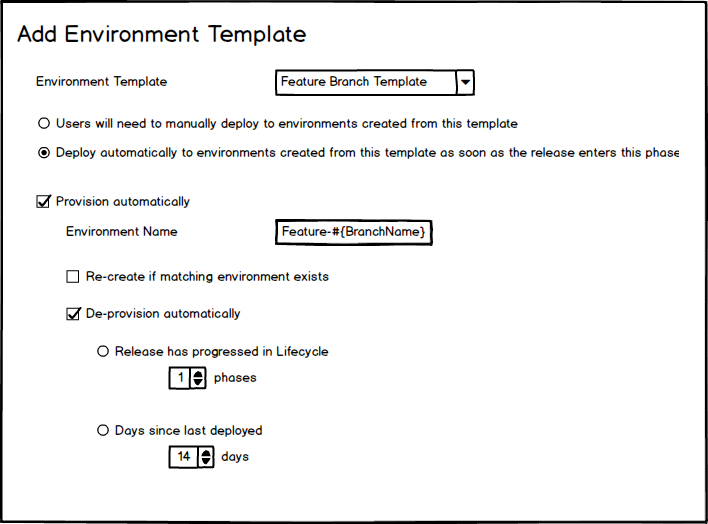 Add Environment Template
Environment Template Feature Branch Template
Users will need to manually deploy to environments created from this template
Deploy automatically to environments created from this template as soon as the release enters this phase
Provision automatically
Environment Name Feature-#{BranchName}
Re-create if matching environment exists
De-provision automatically
Release has progressed in Lifecycle
1 phases
Days since last deployed
14 days